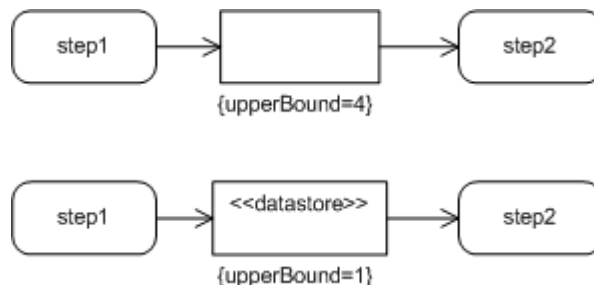 step1
step2
{upperBound=4}
step1
<<datastore>>
step2
{upperBound=1}